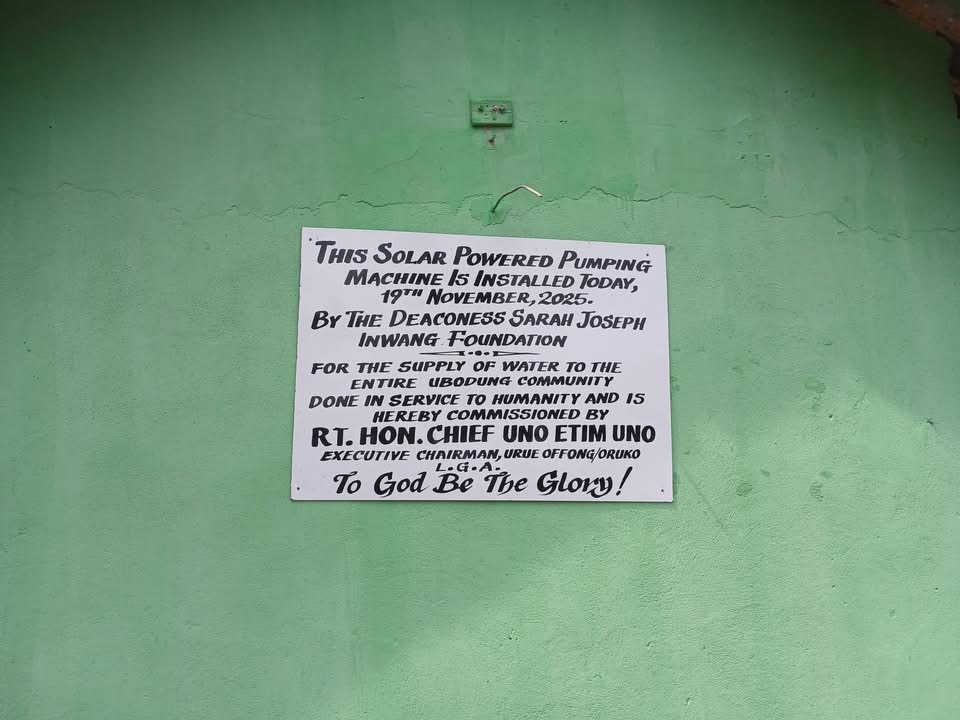 THIS SOLAR POWERED PUMPING
MACHINE IS INSTALLED TODAY,
19TH NOVEMBER, 2025.
BY THE DEACONESS SARAH JOSEPH
INWANG FOUNDATION
FOR THE SUPPLY OF WATER TO THE
ENTIRE UBODUNG COMMUNITY
DONE IN SERVICE TO HUMANITY AND IS
HEREBY COMMISSIONED BY
RT. HON. CHIEF UNO ETIM UNO
EXECUTIVE CHAIRMAN, URUE OFFONG/ORUKO
L.G.A.
To God Be The Glory!